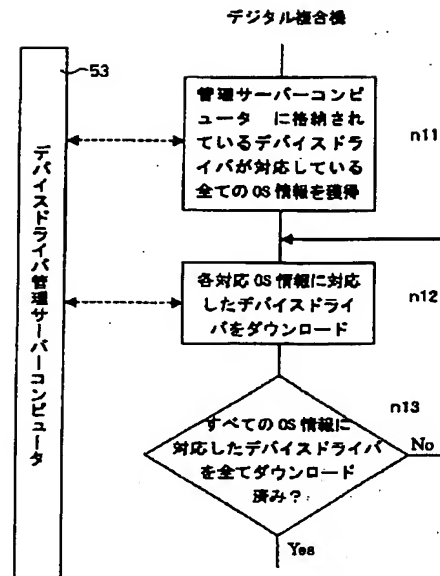 デジタル複合機
53
デバイスドライバ管理サーバーコンピュータ
管理サーバーコンピ
ュータ に格納され
ているデバイスドラ
イバが対応している
全てのOS情報を獲得
n11
各対応OS情報に対応
したデバイスドライ
バをダウンロード
n12
すべてのOS情報に
対応したデバイスドライバ
を全てダウンロード
済み?
n13
No
Yes